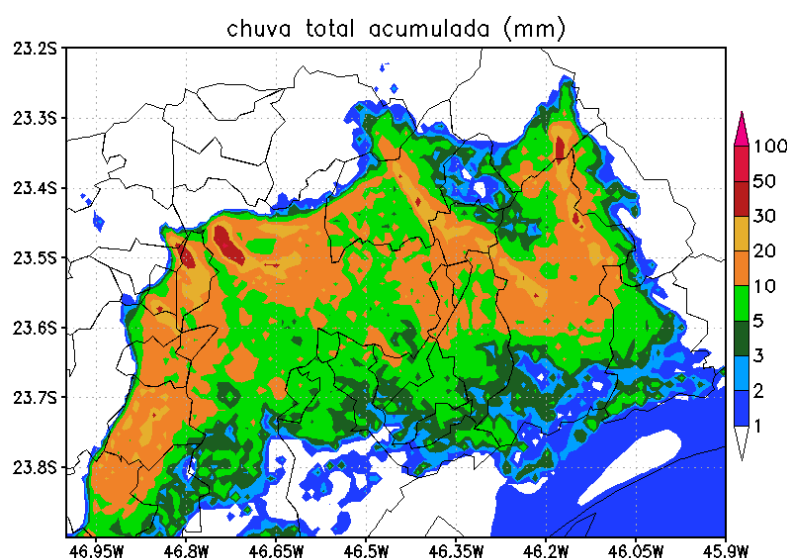 chuva total acumulada (mm)
23.2S
23.3S
23.4S
23.5S
23.6S
23.7S
23.8S
46.95W 46.8W 46.65W 46.5W 46.35W 46.2W 46.05W 45.9W
100
50
30
20
10
5
3
2
1